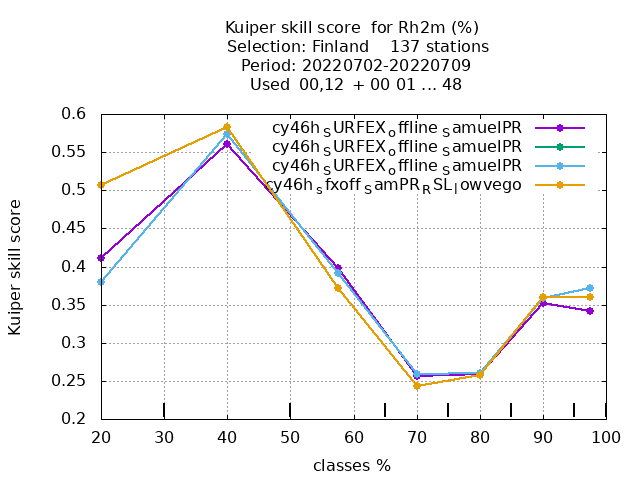 Kuiper skill score  for Rh2m (%)
Selection: Finland    137 stations
Period: 20220702-20220709
Used  00,12  + 00 01 ... 48
cy46h_SURFEX_offline_SamuelPR
cy46h_SURFEX_offline_SamuelPR
cy46h_SURFEX_offline_SamuelPR
cy46h_sfxoff_SamPR_RSL_lowvego
0.6
0.55
0.5
0.45
0.4
0.35
0.3
0.25
0.2
Kuiper skill score
20 30 40 50 60 70 80 90 100
classes %